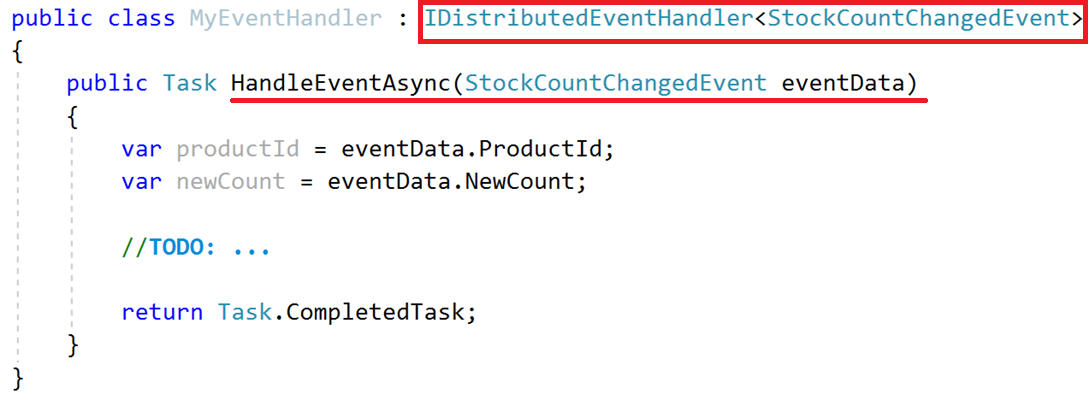 public class MyEventHandler : IDistributedEventHandler<StockCountChangedEvent>
{
    public Task HandleEventAsync(StockCountChangedEvent eventData)
    {
        var productId = eventData.ProductId;
        var newCount = eventData.NewCount;
        //TODO: ...
        return Task.CompletedTask;
    }
}